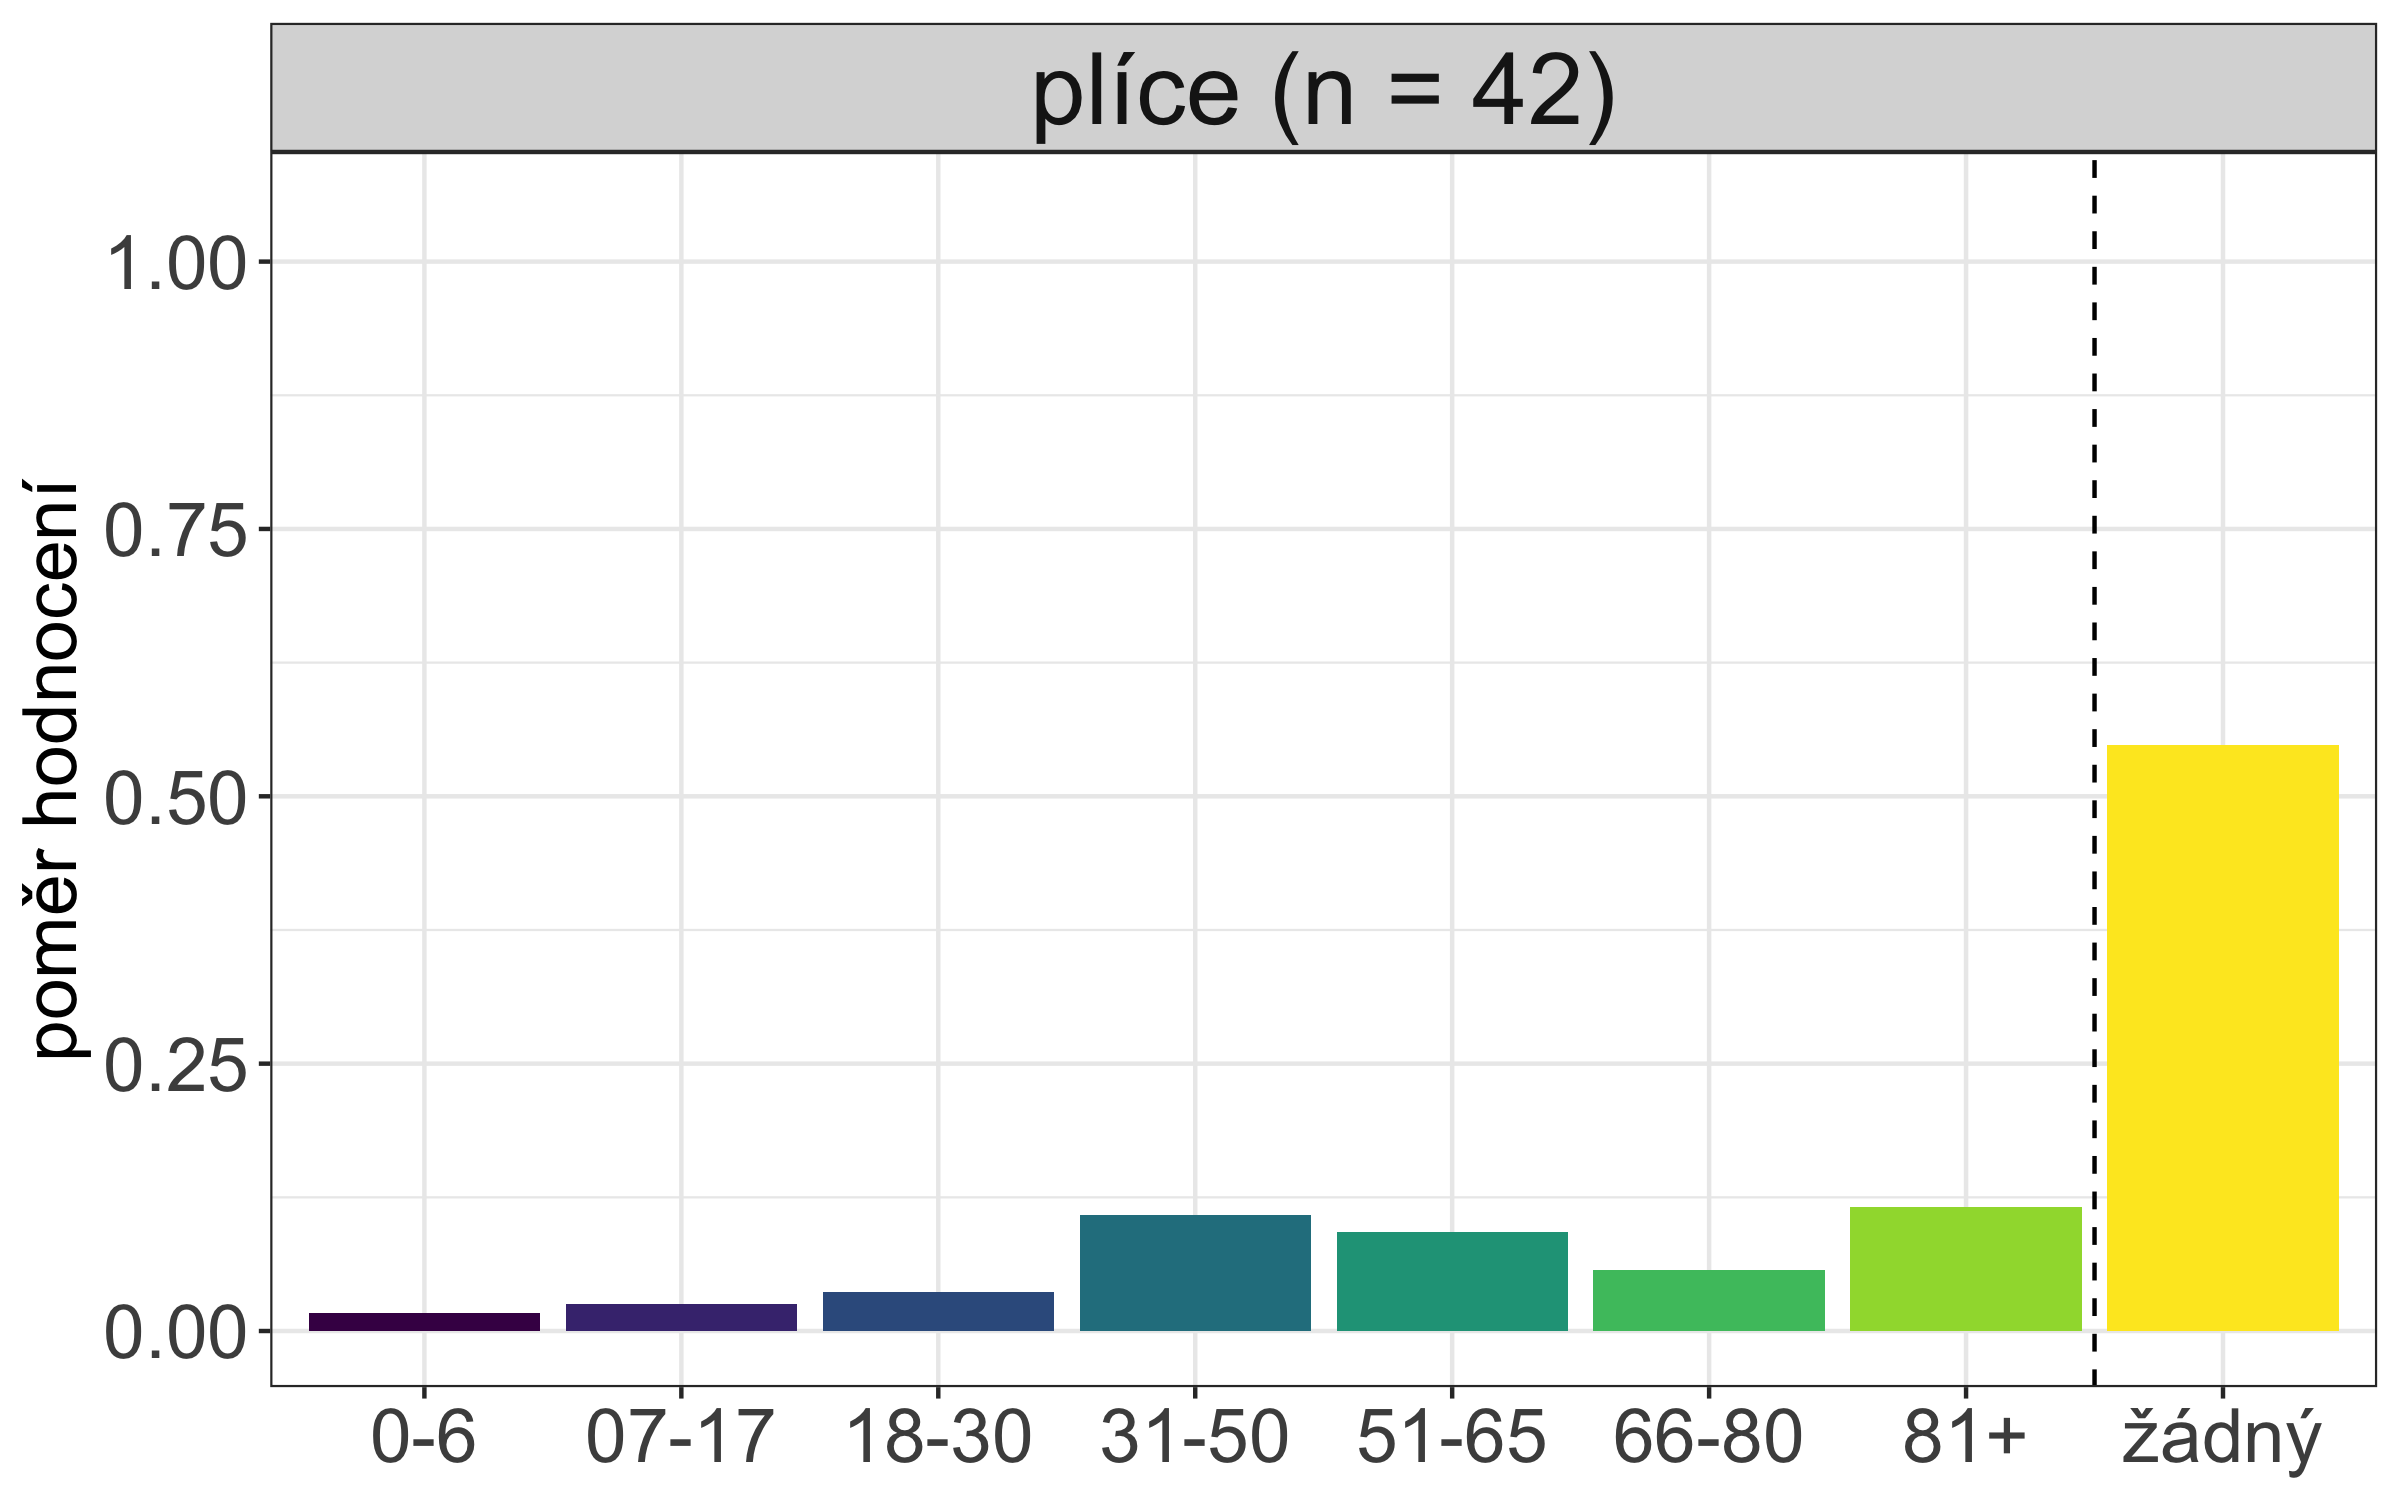 plíce (n = 42)
poměr hodnocení
1.00
0.75
0.50
0.25
0.00
0-6 07-17 18-30 31-50 51-65 66-80 81+ žádný